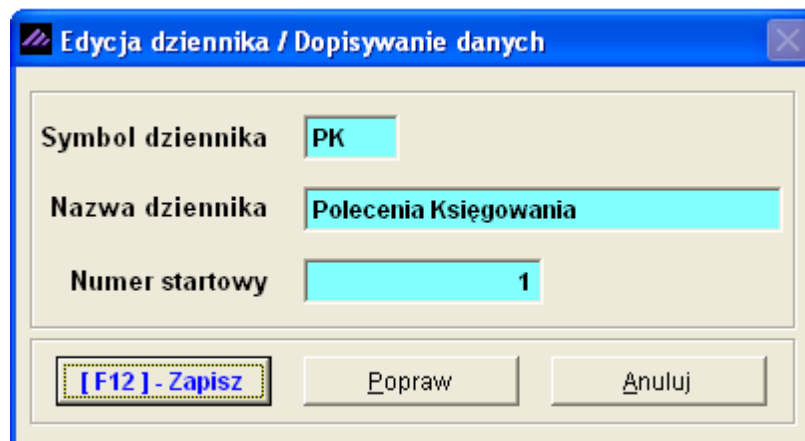 Edycja dziennika / Dopisywanie danych
Symbol dziennika PK
Nazwa dziennika Polecenia Księgowania
Numer startowy 1
[ F12 ] - Zapisz Popraw Anuluj